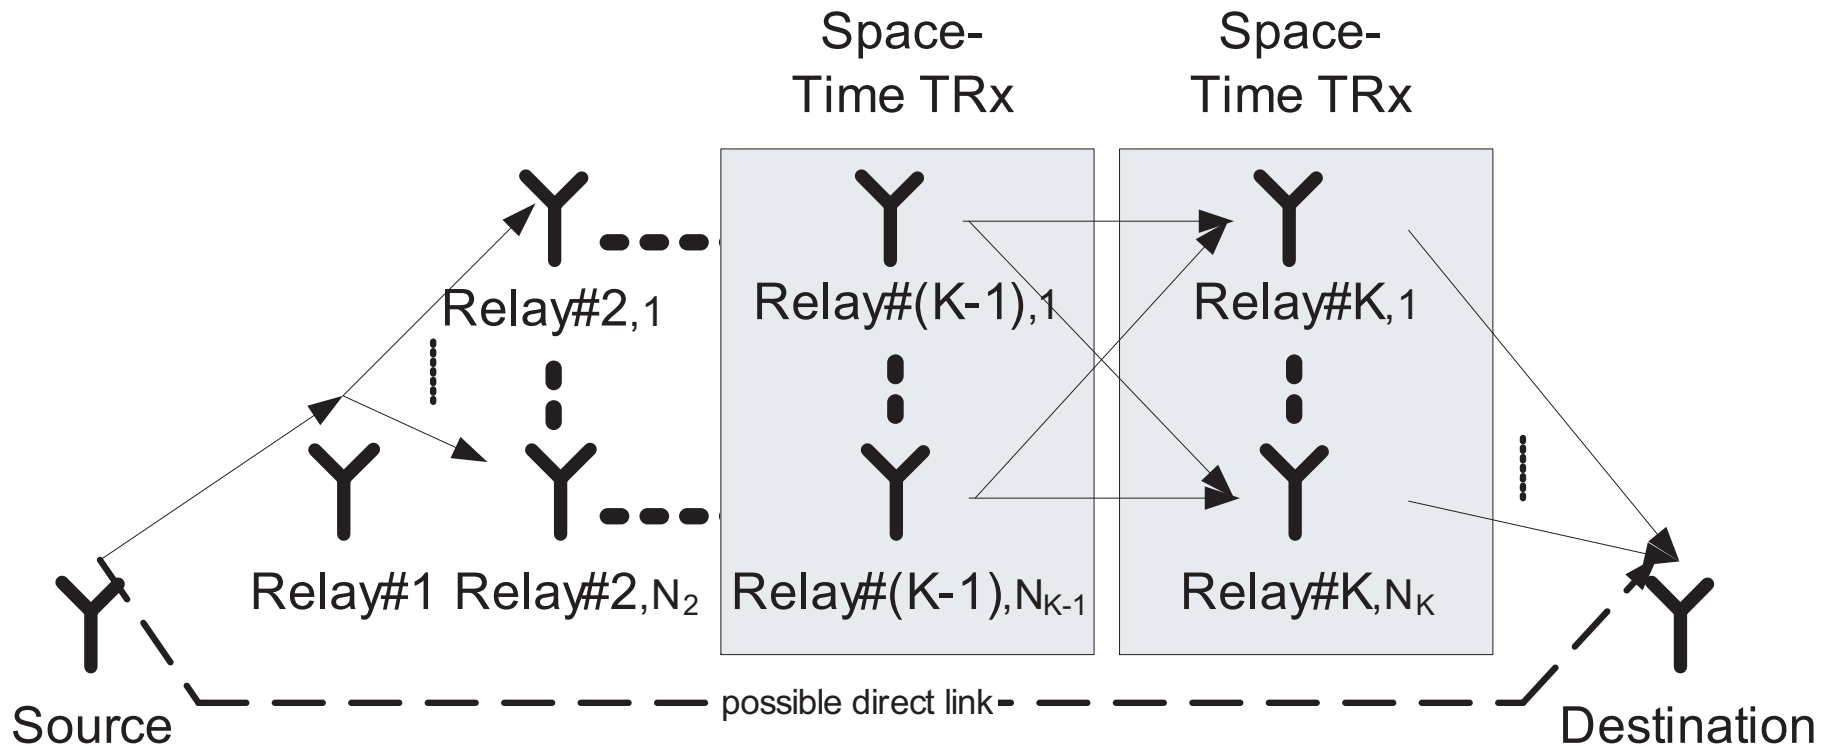 Space-
Time TRx
Space-
Time TRx
Relay#2,1
Relay#(K-1),1
Relay#K,1
Relay#1
Relay#2,N2
Relay#(K-1),NK-1
Relay#K,NK
possible direct link
Source
Destination